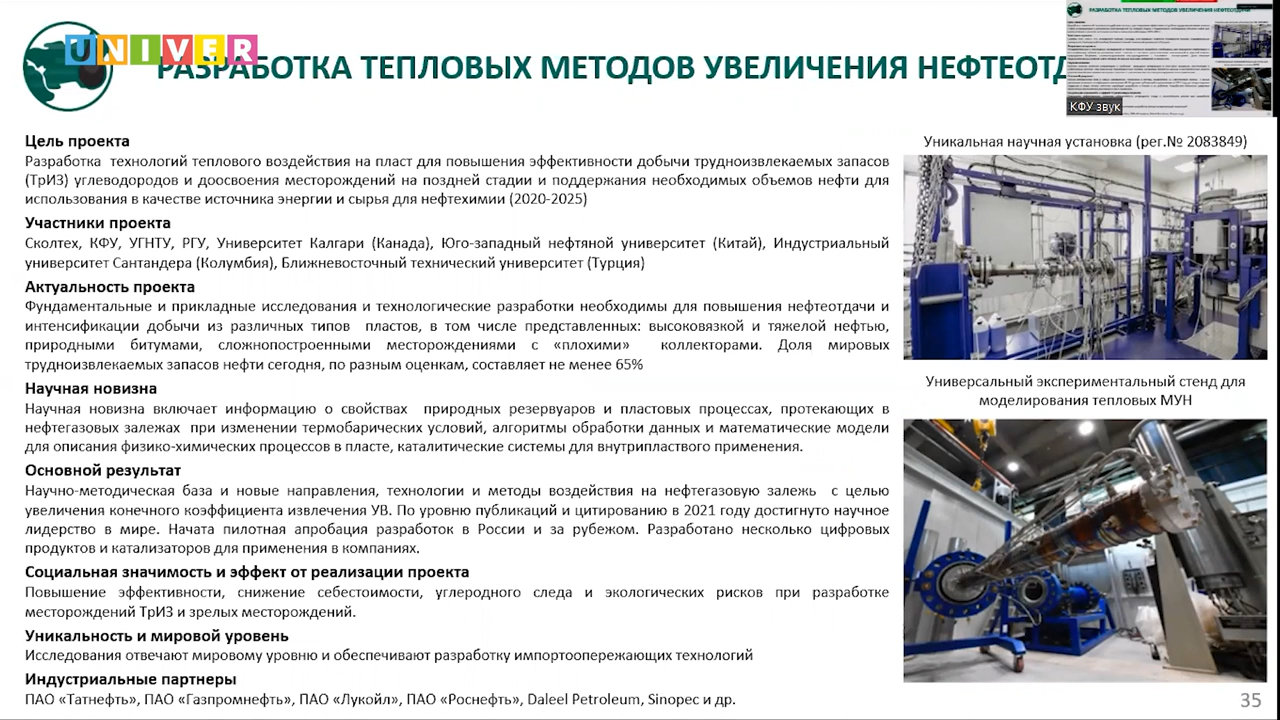 UNIVER
РАЗРАБОТКА Х МЕТОДОВ УВЕЛИЧЕНИЯ НЕФТЕОТД
РАЗРАБОТКА ТЕПЛОВЫХ МЕТОДОВ УВЕЛИЧЕНИЯ
КФУ звук
Цель проекта
Разработка технологий теплового воздействия на пласт для повышения эффективности добычи трудноизвлекаемых запасов
(ТрИЗ) углеводородов и доосвоения месторождений на поздней стадии и поддержания необходимых объемов нефти для
использования в качестве источника энергии и сырья для нефтехимии (2020-2025)
Участники проекта
Сколтех, КФУ, УГНТУ, РГУ, Университет Калгари (Канада), Юго-западный нефтяной университет (Китай), Индустриальный
университет Сантандера (Колумбия), Ближневосточный технический университет (Турция)
Актуальность проекта
Фундаментальные и прикладные исследования и технологические разработки необходимы для повышения нефтеотдачи и
интенсификации добычи из различных типов пластов, в том числе представленных: высоковязкой и тяжелой нефтью,
природными битумами, сложнопостроенными месторождениями с «плохими» коллекторами. Доля мировых
трудноизвлекаемых запасов нефти сегодня, по разным оценкам, составляет не менее 65%
Научная новизна
Научная новизна включает информацию о свойствах природных резервуаров и пластовых процессах, протекающих в
нефтегазовых залежах при изменении термобарических условий, алгоритмы обработки данных и математические модели
для описания физико-химических процессов в пласте, каталитические системы для внутрипластвого применения.
Основной результат
Научно-методическая база и новые направления, технологии и методы воздействия на нефтегазовую залежь с целью
увеличения конечного коэффициента извлечения УВ. По уровню публикаций и цитированию в 2021 году достигнуто научное
лидерство в мире. Начата пилотная апробация разработок в России и за рубежом. Разработано несколько цифровых
продуктов и катализаторов для применения в компаниях.
Социальная значимость и эффект от реализации проекта
Повышение эффективности, снижение себестоимости, углеродного следа и экологических рисков при разработке
месторождений ТрИЗ и зрелых месторождений.
Уникальность и мировой уровень
Исследования отвечают мировому уровню и обеспечивают разработку импортоопережающих технологий
Индустриальные партнеры
ПАО «Татнефть», ПАО «Газпромнефть», ПАО «Лукойл», ПАО «Роснефть», Daleel Petroleum, Sinopec и др.
Уникальная научная установка (рег.№ 2083849)
Универсальный экспериментальный стенд для
моделирования тепловых МУН
35